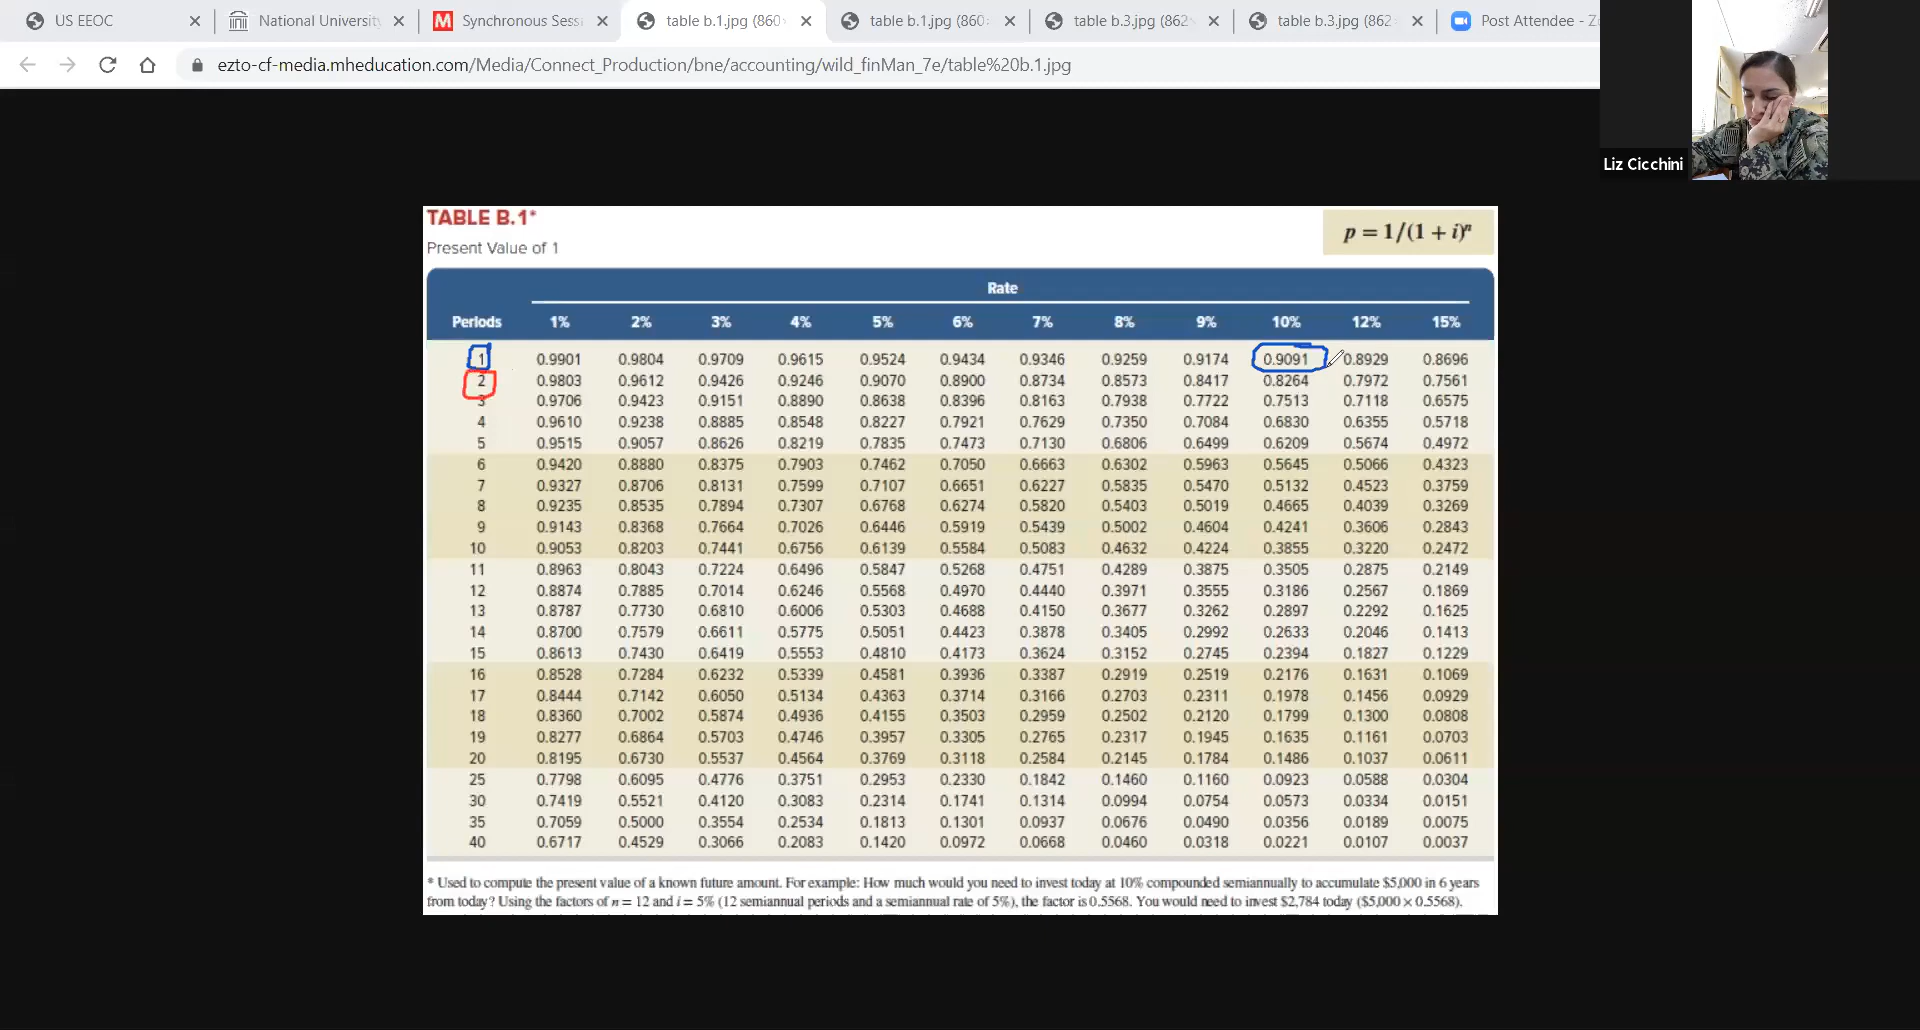 US EEOC
National University
Synchronous Sess
table b.1.jpg (860
table b.1.jpg (860
table b.3.jpg (862
table b.3.jpg (862
Post Attendee - Zo
ezto-cf-media.mheducation.com/Media/Connect_Production/bne/accounting/wild_finMan_7e/table%20b.1.jpg
Liz Cicchini
TABLE B.1*
p = 1/(1 + i)ⁿ
Present Value of 1
Rate
Periods 1% 2% 3% 4% 5% 6% 7% 8% 9% 10% 12% 15%
1 0.9901 0.9804 0.9709 0.9615 0.9524 0.9434 0.9346 0.9259 0.9174 0.9091 0.8929 0.8696
2 0.9803 0.9612 0.9426 0.9246 0.9070 0.8900 0.8734 0.8573 0.8417 0.8264 0.7972 0.7561
3 0.9706 0.9423 0.9151 0.8890 0.8638 0.8396 0.8163 0.7938 0.7722 0.7513 0.7118 0.6575
4 0.9610 0.9238 0.8885 0.8548 0.8227 0.7921 0.7629 0.7350 0.7084 0.6830 0.6355 0.5718
5 0.9515 0.9057 0.8626 0.8219 0.7835 0.7473 0.7130 0.6806 0.6499 0.6209 0.5674 0.4972
6 0.9420 0.8880 0.8375 0.7903 0.7462 0.7050 0.6663 0.6302 0.5963 0.5645 0.5066 0.4323
7 0.9327 0.8706 0.8131 0.7599 0.7107 0.6651 0.6227 0.5835 0.5470 0.5132 0.4523 0.3759
8 0.9235 0.8535 0.7894 0.7307 0.6768 0.6274 0.5820 0.5403 0.5019 0.4665 0.4039 0.3269
9 0.9143 0.8368 0.7664 0.7026 0.6446 0.5919 0.5439 0.5002 0.4604 0.4241 0.3606 0.2843
10 0.9053 0.8203 0.7441 0.6756 0.6139 0.5584 0.5083 0.4632 0.4224 0.3855 0.3220 0.2472
11 0.8963 0.8043 0.7224 0.6496 0.5847 0.5268 0.4751 0.4289 0.3875 0.3505 0.2875 0.2149
12 0.8874 0.7885 0.7014 0.6246 0.5568 0.4970 0.4440 0.3971 0.3555 0.3186 0.2567 0.1869
13 0.8787 0.7730 0.6810 0.6006 0.5303 0.4688 0.4150 0.3677 0.3262 0.2897 0.2292 0.1625
14 0.8700 0.7579 0.6611 0.5775 0.5051 0.4423 0.3878 0.3405 0.2992 0.2633 0.2046 0.1413
15 0.8613 0.7430 0.6419 0.5553 0.4810 0.4173 0.3624 0.3152 0.2745 0.2394 0.1827 0.1229
16 0.8528 0.7284 0.6232 0.5339 0.4581 0.3936 0.3387 0.2919 0.2519 0.2176 0.1631 0.1069
17 0.8444 0.7142 0.6050 0.5134 0.4363 0.3714 0.3166 0.2703 0.2311 0.1978 0.1456 0.0929
18 0.8360 0.7002 0.5874 0.4936 0.4155 0.3503 0.2959 0.2502 0.2120 0.1799 0.1300 0.0808
19 0.8277 0.6864 0.5703 0.4746 0.3957 0.3305 0.2765 0.2317 0.1945 0.1635 0.1161 0.0703
20 0.8195 0.6730 0.5537 0.4564 0.3769 0.3118 0.2584 0.2145 0.1784 0.1486 0.1037 0.0611
25 0.7798 0.6095 0.4776 0.3751 0.2953 0.2330 0.1842 0.1460 0.1160 0.0923 0.0588 0.0304
30 0.7419 0.5521 0.4120 0.3083 0.2314 0.1741 0.1314 0.0994 0.0754 0.0573 0.0334 0.0151
35 0.7059 0.5000 0.3554 0.2534 0.1813 0.1301 0.0937 0.0676 0.0490 0.0356 0.0189 0.0075
40 0.6717 0.4529 0.3066 0.2083 0.1420 0.0972 0.0668 0.0460 0.0318 0.0221 0.0107 0.0037
* Used to compute the present value of a known future amount. For example: How much would you need to invest today at 10% compounded semiannually to accumulate $5,000 in 6 years
from today? Using the factors of n = 12 and i = 5% (12 semiannual periods and a semiannual rate of 5%), the factor is 0.5568. You would need to invest $2,784 today ($5,000 × 0.5568).